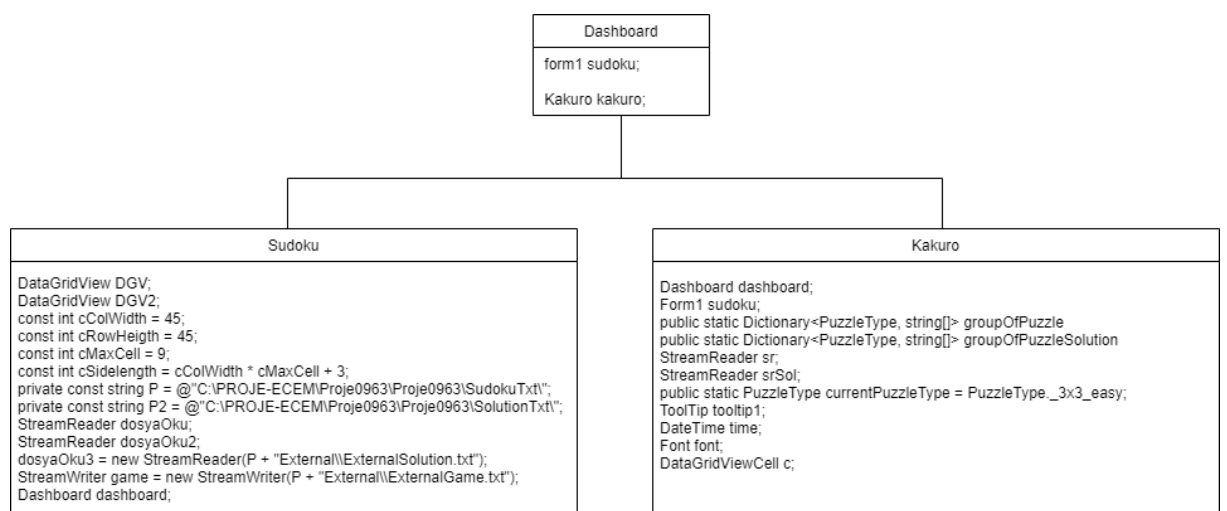 Dashboard
form1 sudoku;
Kakuro kakuro;
Sudoku
DataGridView DGV;
DataGridView DGV2;
const int cColWidth = 45;
const int cRowHeigth = 45;
const int cMaxCell = 9;
const int cSidelength = cColWidth * cMaxCell + 3;
private const string P = @"C:\PROJE-ECEM\Proje0963\Proje0963\SudokuTxt\";
private const string P2 = @"C:\PROJE-ECEM\Proje0963\Proje0963\SolutionTxt\";
StreamReader dosyaOku;
StreamReader dosyaOku2;
dosyaOku3 = new StreamReader(P + "External\\ExternalSolution.txt");
StreamWriter game = new StreamWriter(P + "External\\ExternalGame.txt");
Dashboard dashboard;
Kakuro
Dashboard dashboard;
Form1 sudoku;
public static Dictionary<PuzzleType, string[]> groupOfPuzzle
public static Dictionary<PuzzleType, string[]> groupOfPuzzleSolution
StreamReader sr;
StreamReader srSol;
public static PuzzleType currentPuzzleType = PuzzleType._3x3_easy;
ToolTip tooltip1;
DateTime time;
Font font;
DataGridViewCell c;